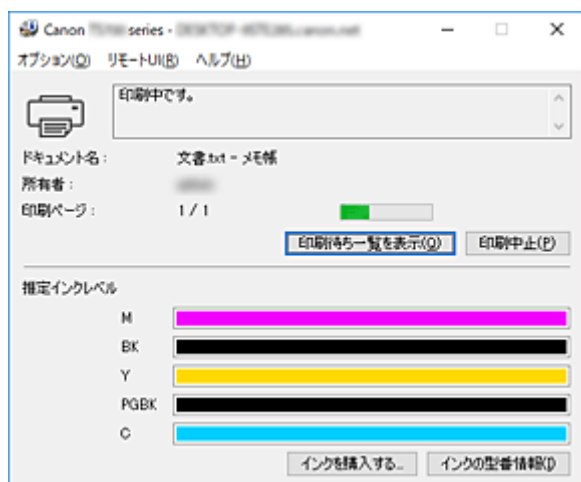 Canon series -
オプション(O) リモートUI(R) ヘルプ(H)
印刷中です。
ドキュメント名 : 文書.txt - メモ帳
所有者 :
印刷ページ : 1 / 1
印刷待ち一覧を表示(Q) 印刷中止(P)
推定インクレベル
M
BK
Y
PGBK
C
インクを購入する... インクの型番情報(I)